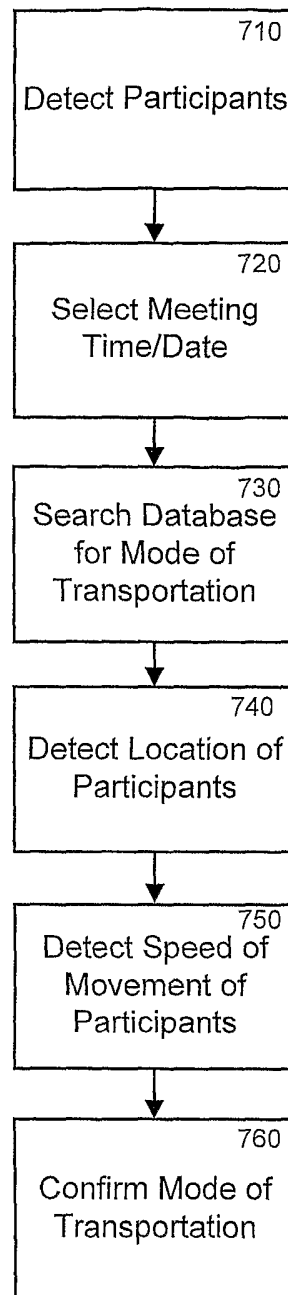 710
Detect Participants
720
Select Meeting
Time/Date
730
Search Database
for Mode of
Transportation
740
Detect Location of
Participants
750
Detect Speed of
Movement of
Participants
760
Confirm Mode of
Transportation